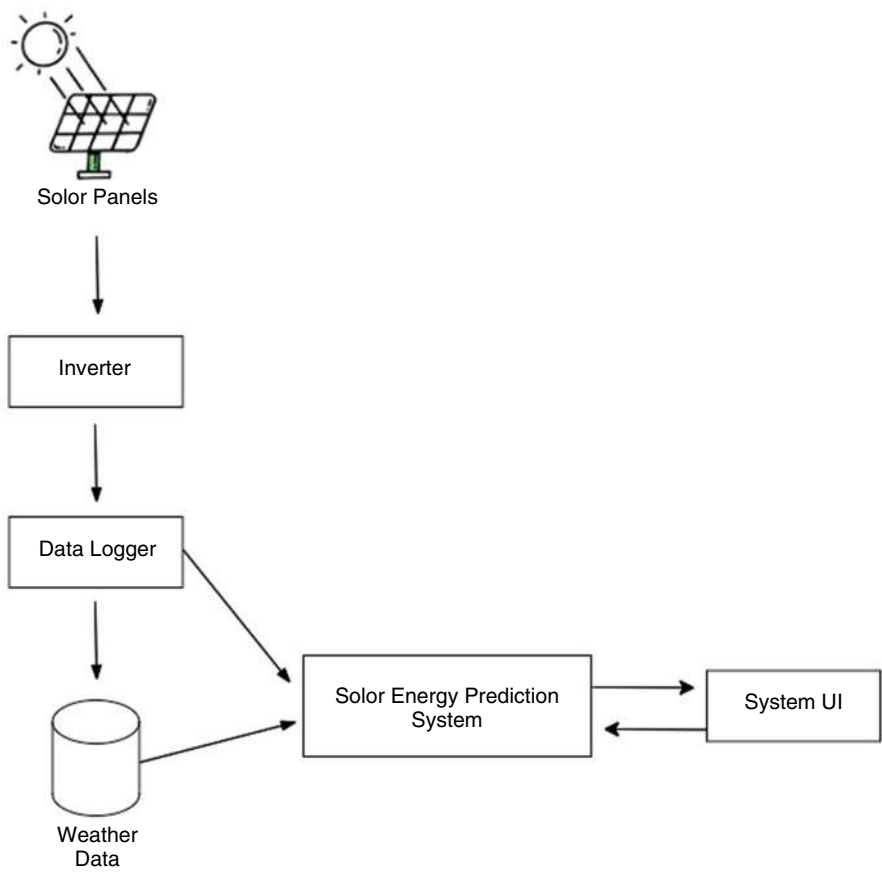 Solor Panels
Inverter
Data Logger
Solor Energy Prediction
System
System UI
Weather
Data